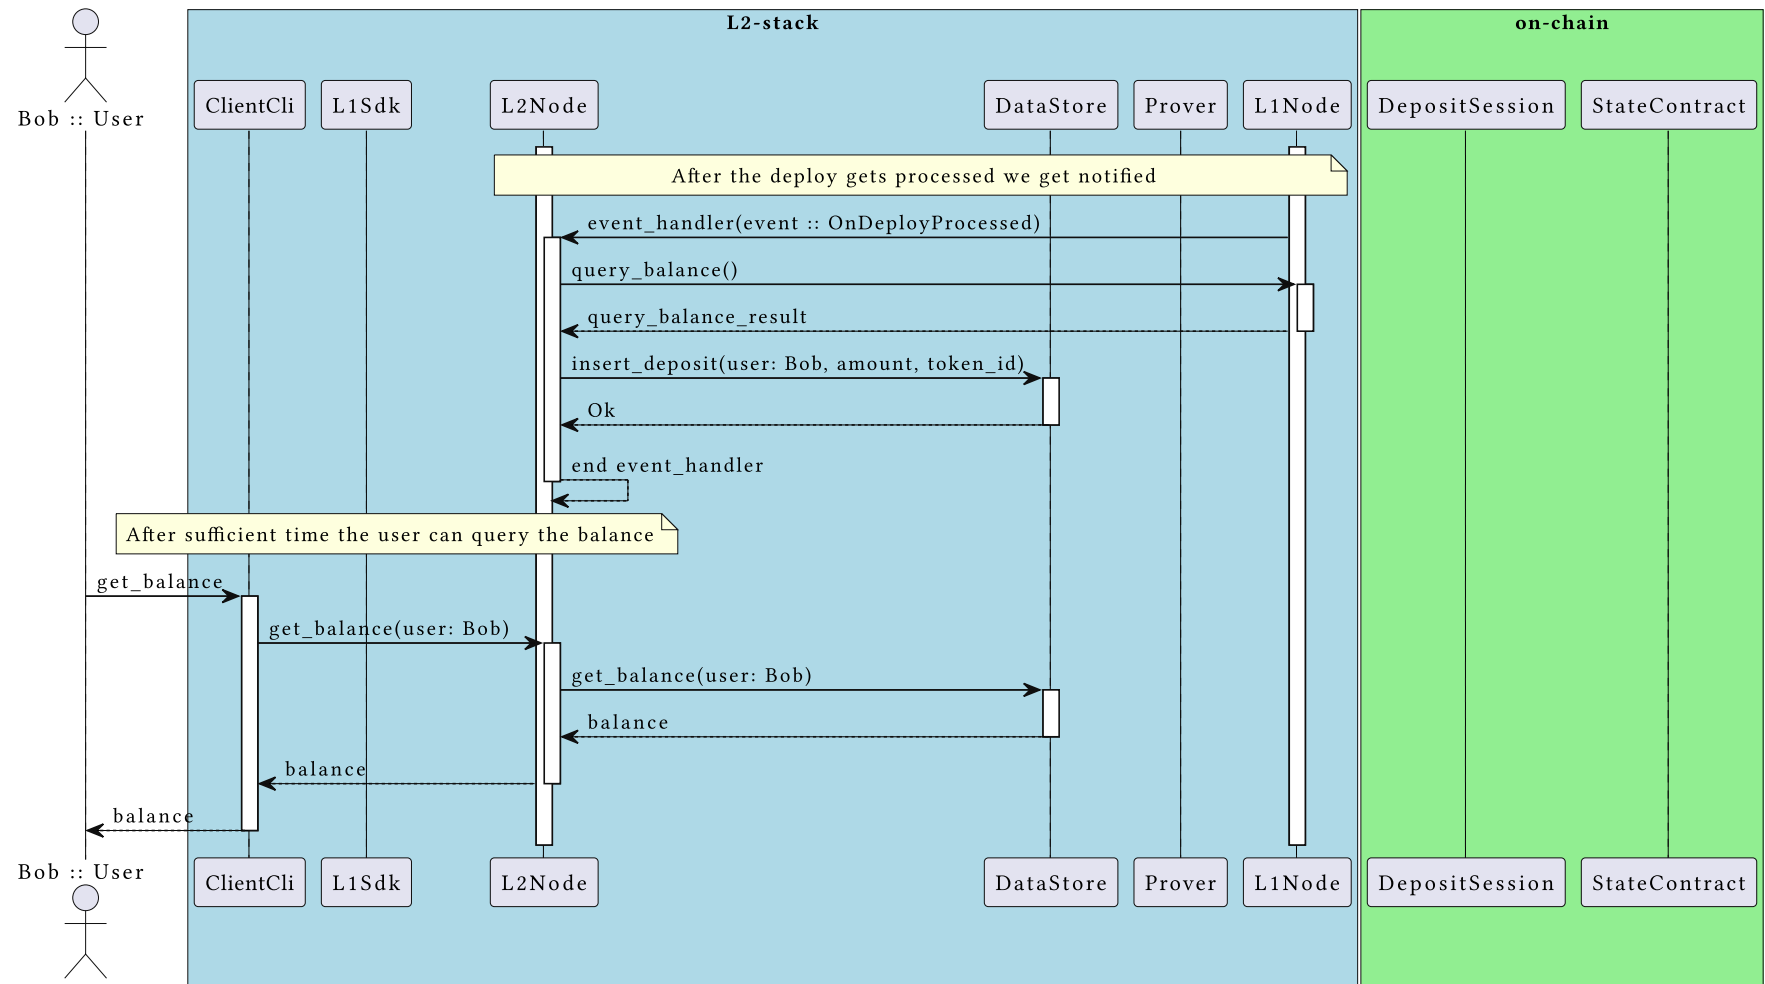 L2-stack
on-chain
Bob :: User
ClientCli
L1Sdk
L2Node
DataStore
Prover
L1Node
DepositSession
StateContract
After the deploy gets processed we get notified
event_handler(event :: OnDeployProcessed)
query_balance()
query_balance_result
insert_deposit(user: Bob, amount, token_id)
Ok
end event_handler
After sufficient time the user can query the balance
get_balance
get_balance(user: Bob)
get_balance(user: Bob)
balance
balance
balance
Bob :: User
ClientCli
L1Sdk
L2Node
DataStore
Prover
L1Node
DepositSession
StateContract